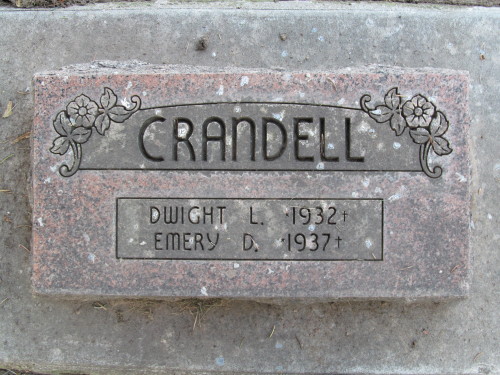 CRANDELL
DWIGHT L. 1932†
EMERY D. 1937†